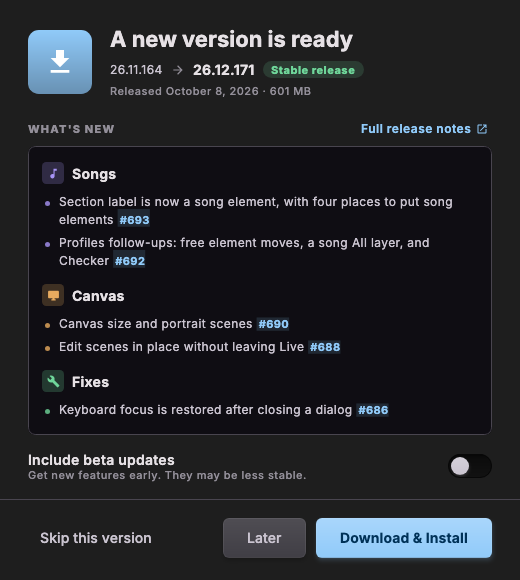 A new version is ready
26.11.164 → 26.12.171 Stable release
Released October 8, 2026 · 601 MB
WHAT'S NEW Full release notes
Songs
Section label is now a song element, with four places to put song
elements #693
Profiles follow-ups: free element moves, a song All layer, and
Checker #692
Canvas
Canvas size and portrait scenes #690
Edit scenes in place without leaving Live #688
Fixes
Keyboard focus is restored after closing a dialog #686
Include beta updates
Get new features early. They may be less stable.
Skip this version Later Download & Install